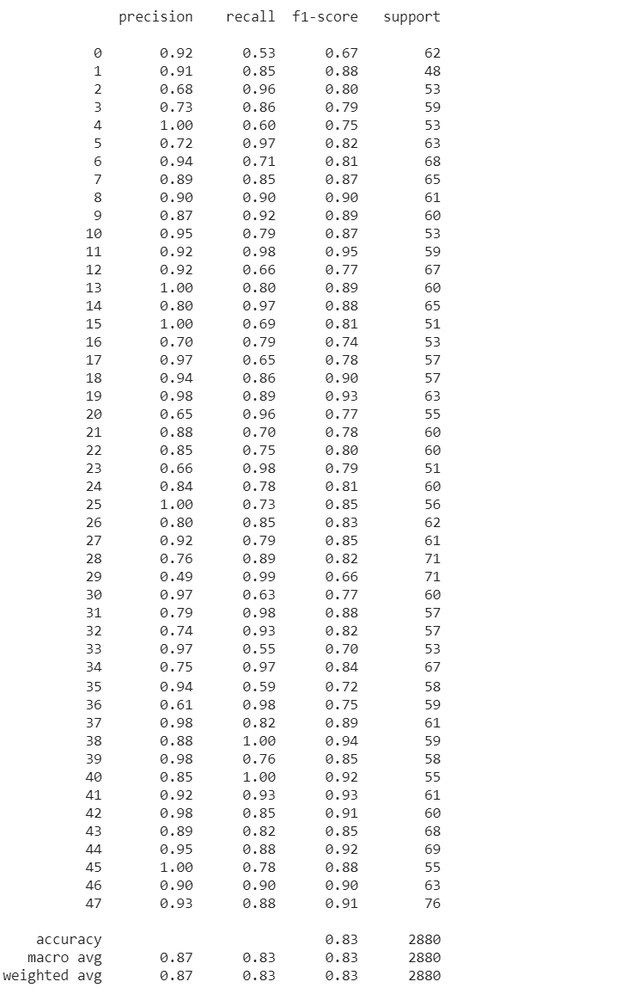 precision recall f1-score support
0 0.92 0.53 0.67 62
1 0.91 0.85 0.88 48
2 0.68 0.96 0.80 53
3 0.73 0.86 0.79 59
4 1.00 0.60 0.75 53
5 0.72 0.97 0.82 63
6 0.94 0.71 0.81 68
7 0.89 0.85 0.87 65
8 0.90 0.90 0.90 61
9 0.87 0.92 0.89 60
10 0.95 0.79 0.87 53
11 0.92 0.98 0.95 59
12 0.92 0.66 0.77 67
13 1.00 0.80 0.89 60
14 0.80 0.97 0.88 65
15 1.00 0.69 0.81 51
16 0.70 0.79 0.74 53
17 0.97 0.65 0.78 57
18 0.94 0.86 0.90 57
19 0.98 0.89 0.93 63
20 0.65 0.96 0.77 55
21 0.88 0.70 0.78 60
22 0.85 0.75 0.80 60
23 0.66 0.98 0.79 51
24 0.84 0.78 0.81 60
25 1.00 0.73 0.85 56
26 0.80 0.85 0.83 62
27 0.92 0.79 0.85 61
28 0.76 0.89 0.82 71
29 0.49 0.99 0.66 71
30 0.97 0.63 0.77 60
31 0.79 0.98 0.88 57
32 0.74 0.93 0.82 57
33 0.97 0.55 0.70 53
34 0.75 0.97 0.84 67
35 0.94 0.59 0.72 58
36 0.61 0.98 0.75 59
37 0.98 0.82 0.89 61
38 0.88 1.00 0.94 59
39 0.98 0.76 0.85 58
40 0.85 1.00 0.92 55
41 0.92 0.93 0.93 61
42 0.98 0.85 0.91 60
43 0.89 0.82 0.85 68
44 0.95 0.88 0.92 69
45 1.00 0.78 0.88 55
46 0.90 0.90 0.90 63
47 0.93 0.88 0.91 76
accuracy 0.83 2880
macro avg 0.87 0.83 0.83 2880
weighted avg 0.87 0.83 0.83 2880